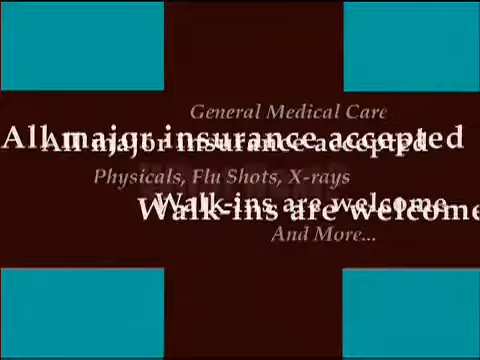 General Medical Care
All major insurance accepted
All major insurance accepted
Physicals, Flu Shots, X-rays
Walk-ins are welcome
Walk-ins are welcome
And More...